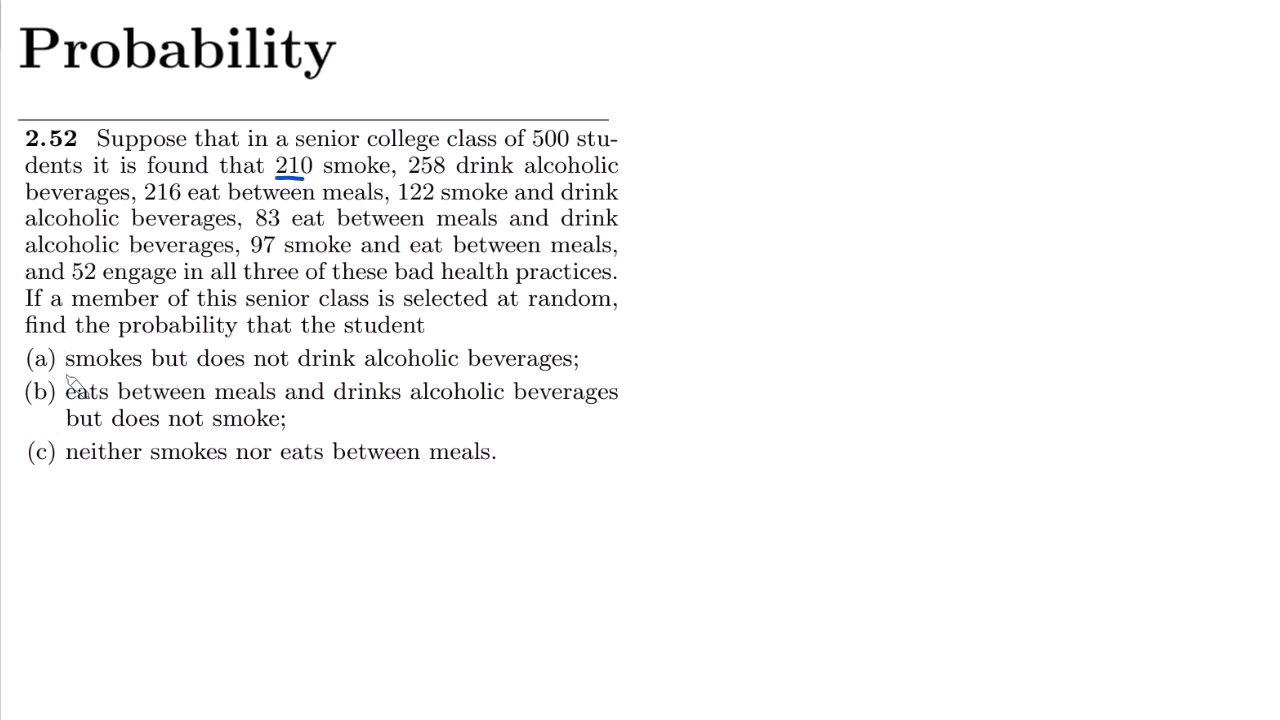 Probability
2.52 Suppose that in a senior college class of 500 stu-
dents it is found that 210 smoke, 258 drink alcoholic
beverages, 216 eat between meals, 122 smoke and drink
alcoholic beverages, 83 eat between meals and drink
alcoholic beverages, 97 smoke and eat between meals,
and 52 engage in all three of these bad health practices.
If a member of this senior class is selected at random,
find the probability that the student
(a) smokes but does not drink alcoholic beverages;
(b) eats between meals and drinks alcoholic beverages
but does not smoke;
(c) neither smokes nor eats between meals.